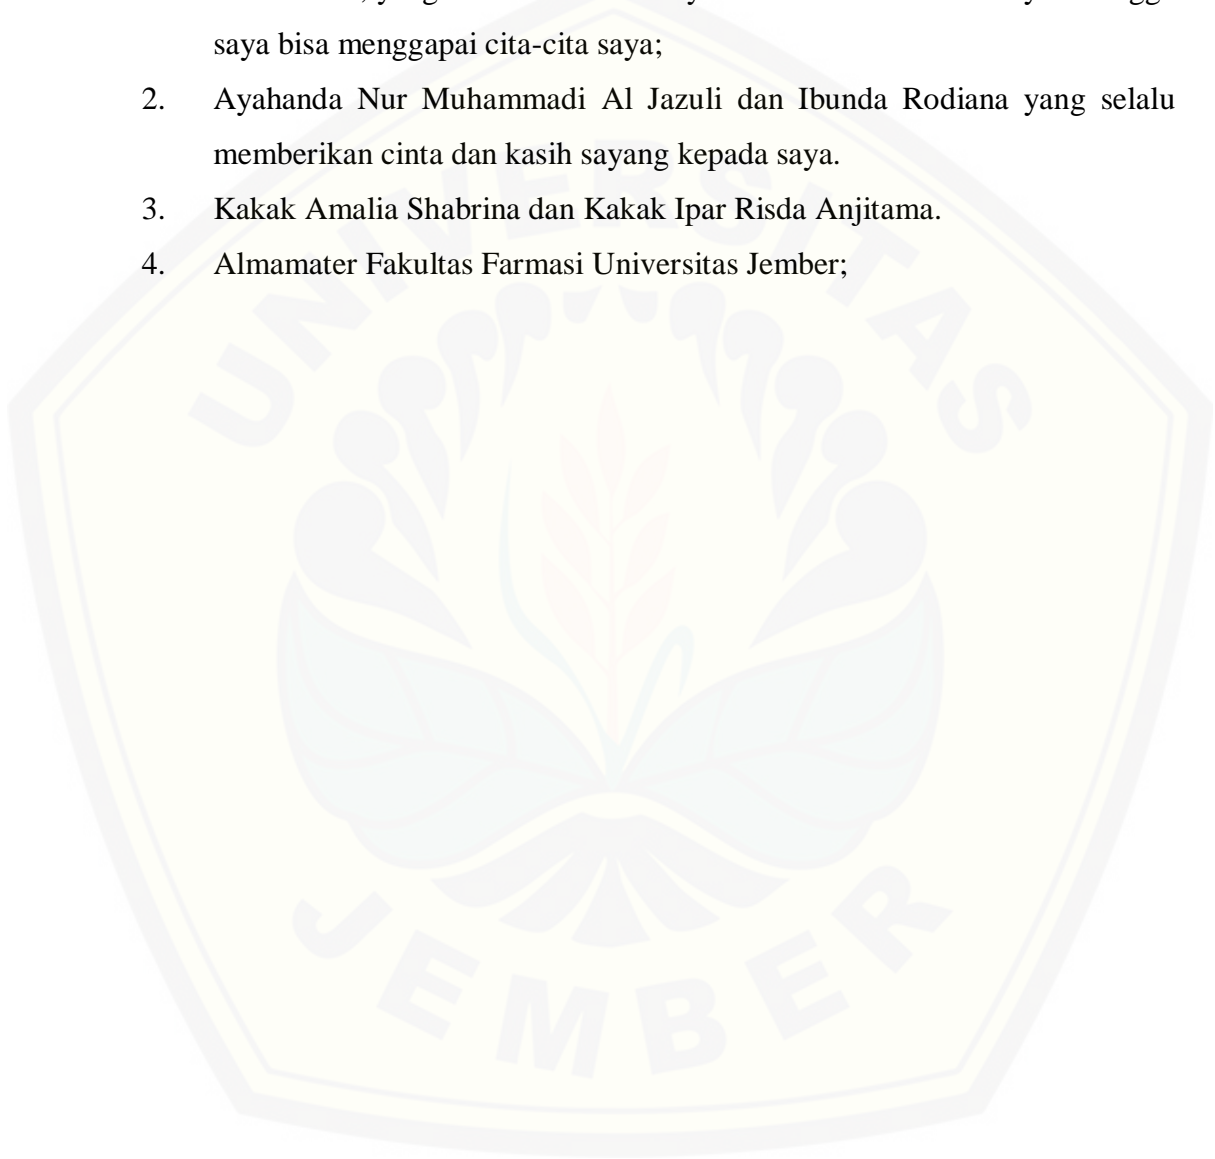 saya bisa menggapai cita-cita saya;
2. Ayahanda Nur Muhammadi Al Jazuli dan Ibunda Rodiana yang selalu
memberikan cinta dan kasih sayang kepada saya.
3. Kakak Amalia Shabrina dan Kakak Ipar Risda Anjitama.
4. Almamater Fakultas Farmasi Universitas Jember;
UNIVERSITAS
JEMBER